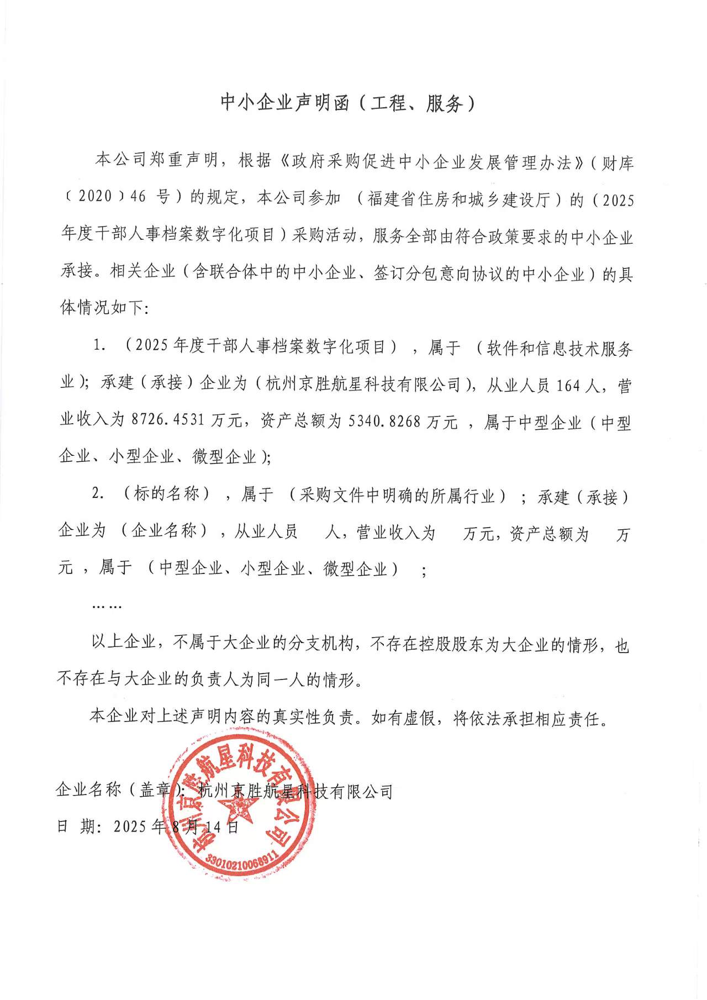 中小企业声明函（工程、服务）
本公司郑重声明，根据《政府采购促进中小企业发展管理办法》（财库
﹝2020﹞46 号）的规定，本公司参加 （福建省住房和城乡建设厅）的（2025
年度干部人事档案数字化项目）采购活动，服务全部由符合政策要求的中小企业
承接。相关企业（含联合体中的中小企业、签订分包意向协议的中小企业）的具
体情况如下：
1. （2025 年度干部人事档案数字化项目） ，属于 （软件和信息技术服务
业）；承建（承接）企业为（杭州京胜航星科技有限公司），从业人员 164 人，营
业收入为 8726.4531 万元，资产总额为 5340.8268 万元 ，属于中型企业（中型
企业、小型企业、微型企业）；
2. （标的名称） ，属于 （采购文件中明确的所属行业） ；承建（承接）
企业为 （企业名称） ，从业人员 人，营业收入为 万元，资产总额为 万
元 ，属于 （中型企业、小型企业、微型企业） ；
……
以上企业，不属于大企业的分支机构，不存在控股股东为大企业的情形，也
不存在与大企业的负责人为同一人的情形。
本企业对上述声明内容的真实性负责。如有虚假，将依法承担相应责任。
企业名称（盖章）：杭州京胜航星科技有限公司
日 期：2025 年 8 月 14 日
杭州京胜航星科技有限公司
33010210068911